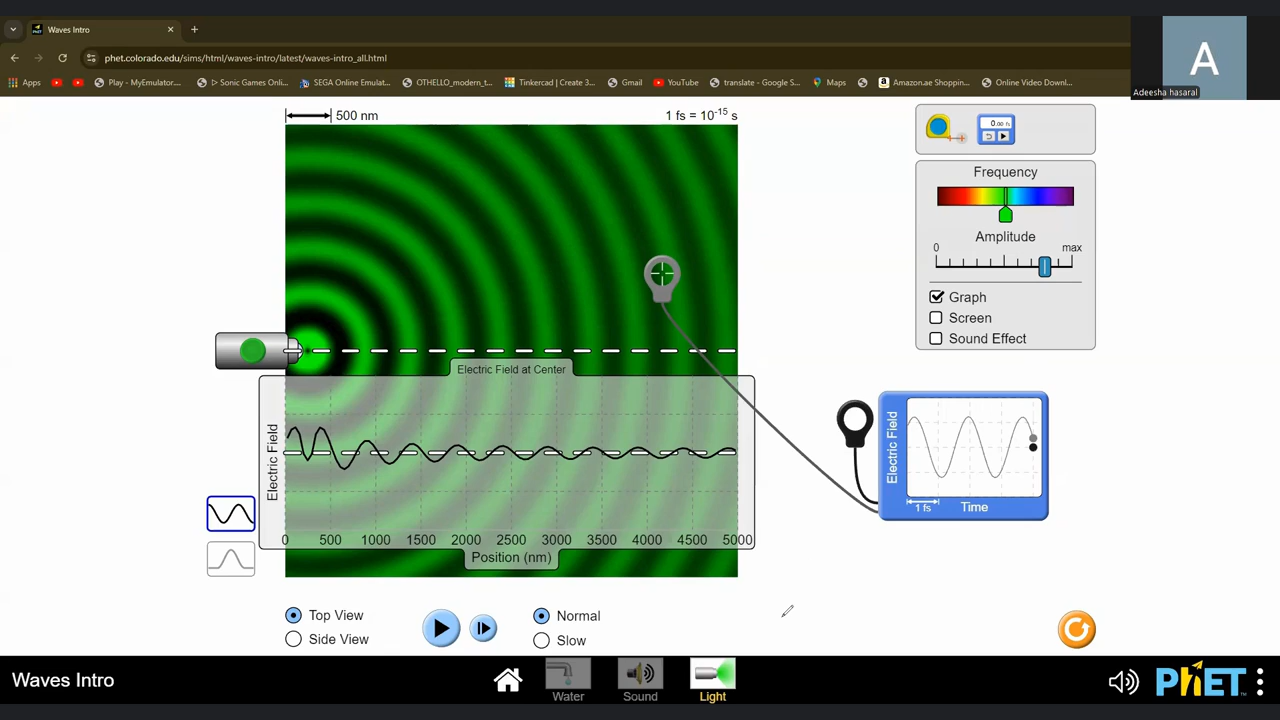 Waves Intro
phet.colorado.edu/sims/html/waves-intro/latest/waves-intro_all.html
Apps
Play - MyEmulator....
▷ Sonic Games Onli...
SEGA Online Emulat...
OTHELLO_modern_t...
Tinkercad | Create 3...
Gmail
YouTube
translate - Google S...
Maps
Amazon.ae Shoppin...
Online Video Downl...
A
Adeesha hasaral
500 nm
1 fs = 10⁻¹⁵ s
0.00 fs
Frequency
Amplitude
0
max
Graph
Screen
Sound Effect
Electric Field at Center
Electric Field
0 500 1000 1500 2000 2500 3000 3500 4000 4500 5000
Position (nm)
Electric Field
1 fs
Time
Top View
Side View
Normal
Slow
Waves Intro
Water
Sound
Light
PhET